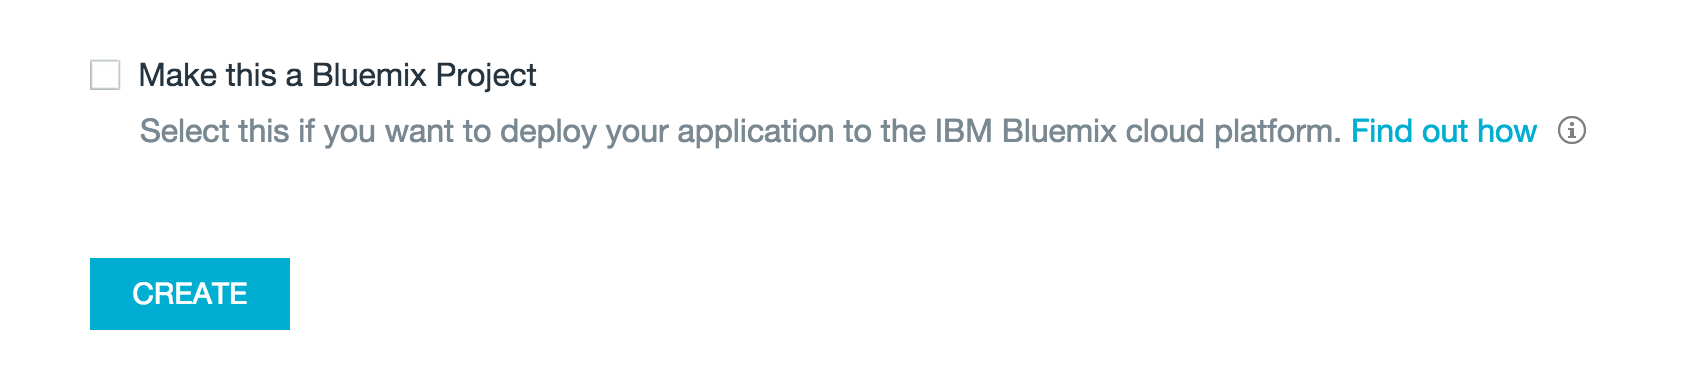 Make this a Bluemix Project
Select this if you want to deploy your application to the IBM Bluemix cloud platform. Find out how
CREATE